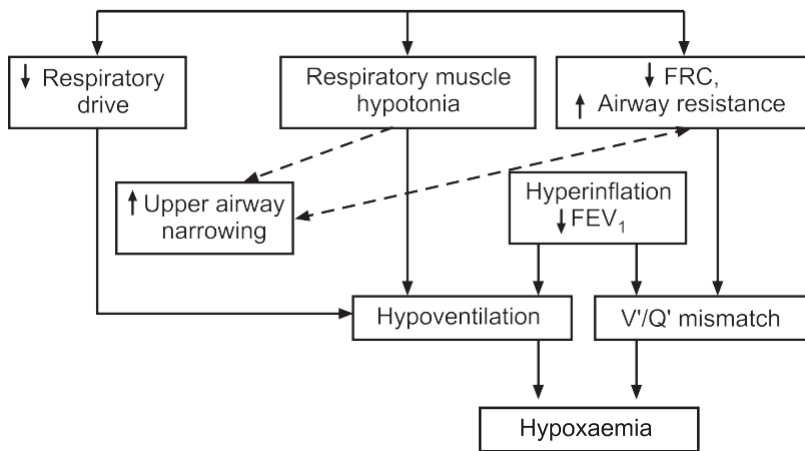 ↓ Respiratory
drive
Respiratory muscle
hypotonia
↓ FRC,
↑ Airway resistance
↑ Upper airway
narrowing
Hyperinflation
↓ FEV₁
Hypoventilation
V'/Q' mismatch
Hypoxaemia